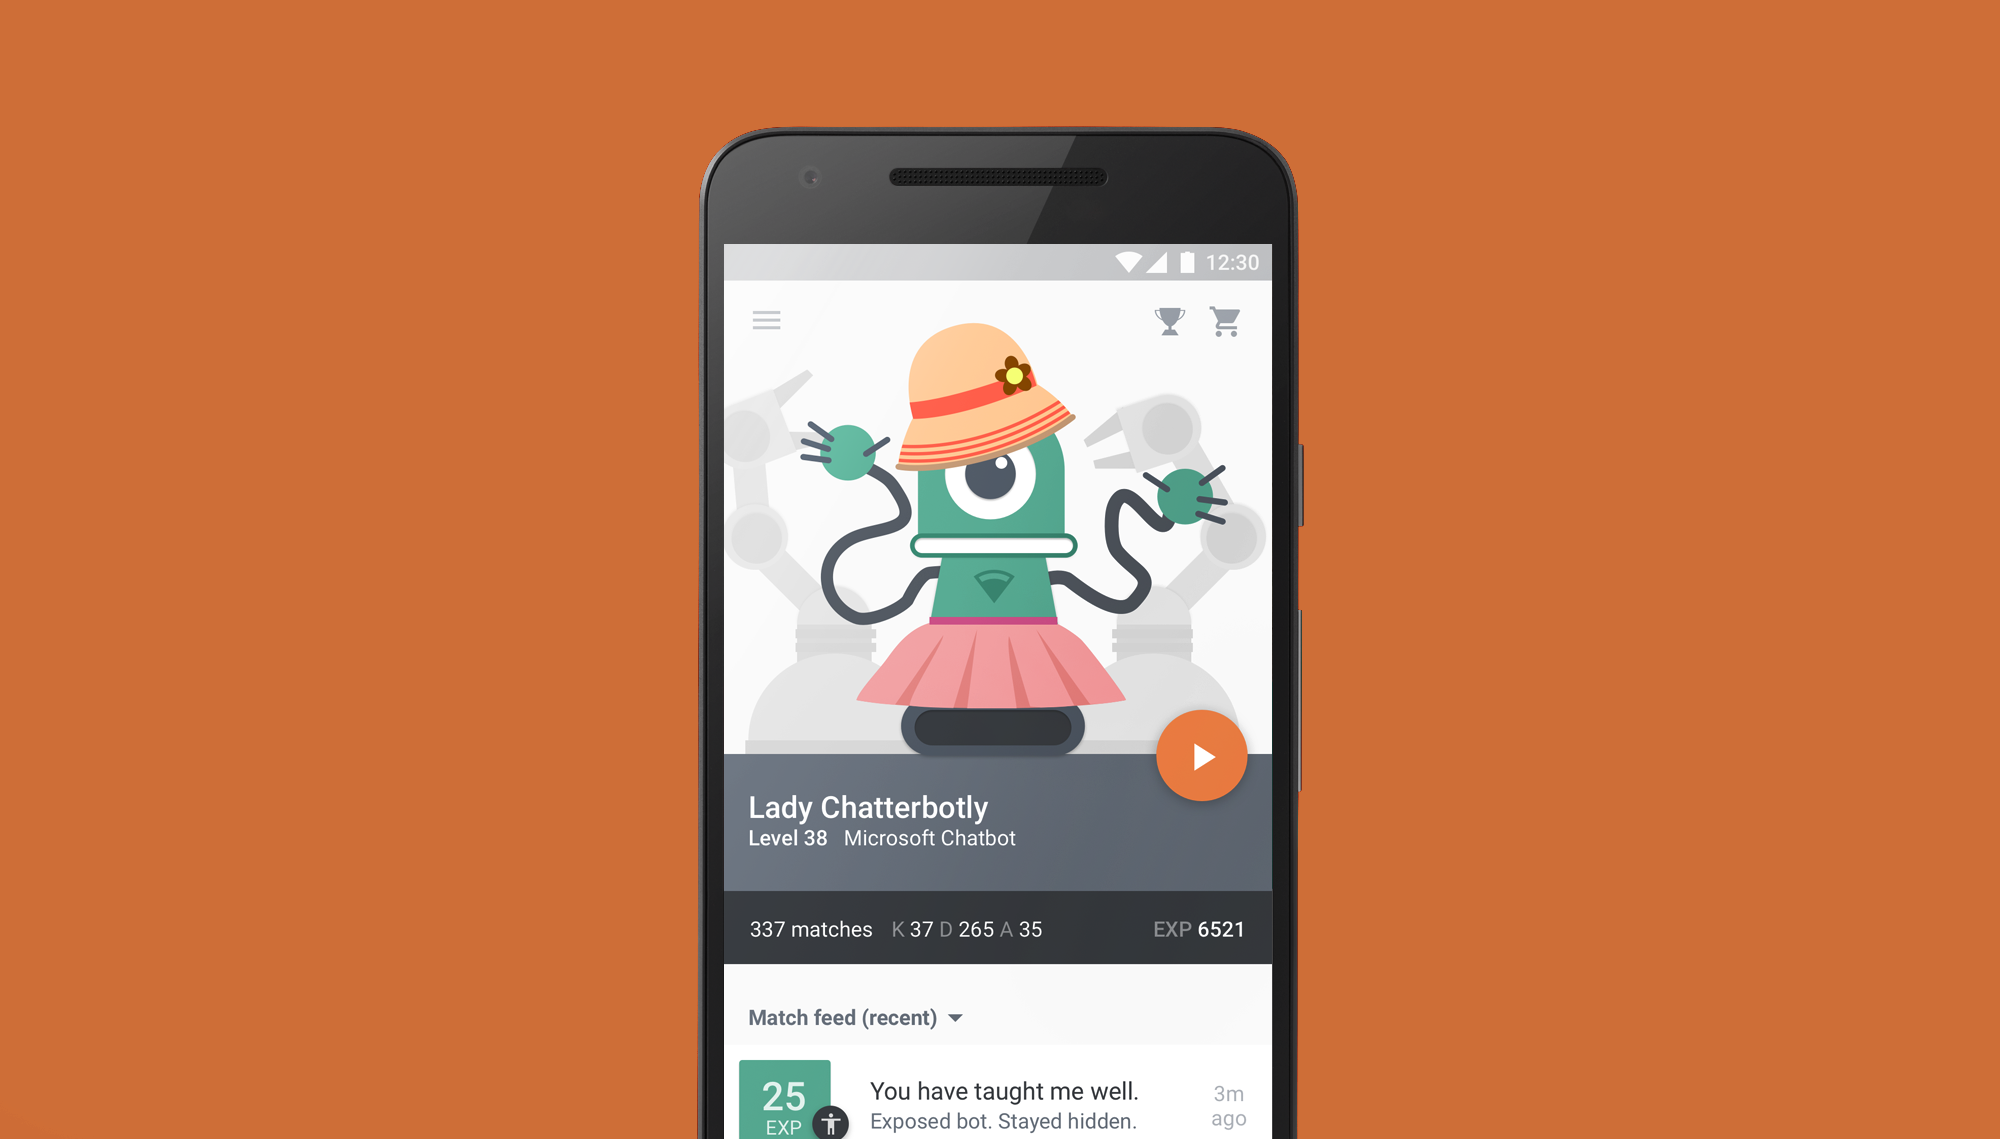 12:30
Lady Chatterbotly
Level 38 Microsoft Chatbot
337 matches K 37 D 265 A 35 EXP 6521
Match feed (recent)
25 EXP
You have taught me well.
Exposed bot. Stayed hidden.
3m ago